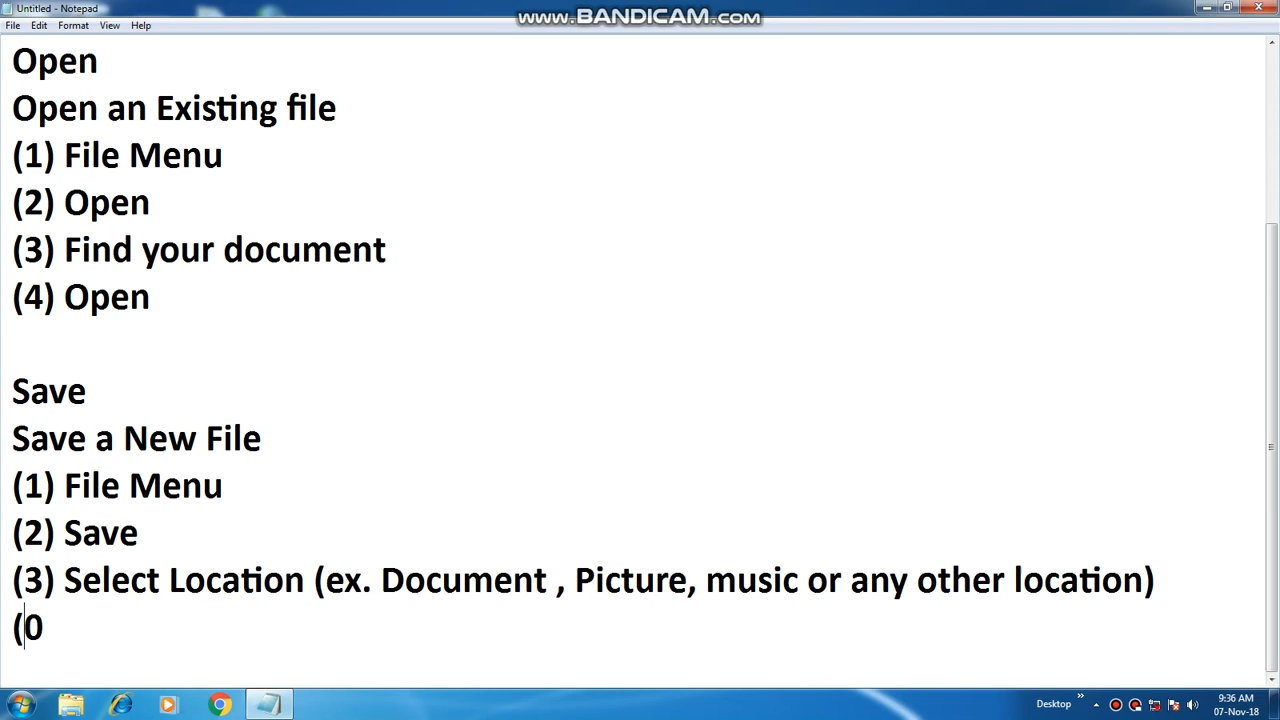 Untitled - Notepad
www.BANDICAM.com
File Edit Format View Help
Open
Open an Existing file
(1) File Menu
(2) Open
(3) Find your document
(4) Open
Save
Save a New File
(1) File Menu
(2) Save
(3) Select Location (ex. Document , Picture, music or any other location)
(0
Desktop
9:36 AM
07-Nov-18